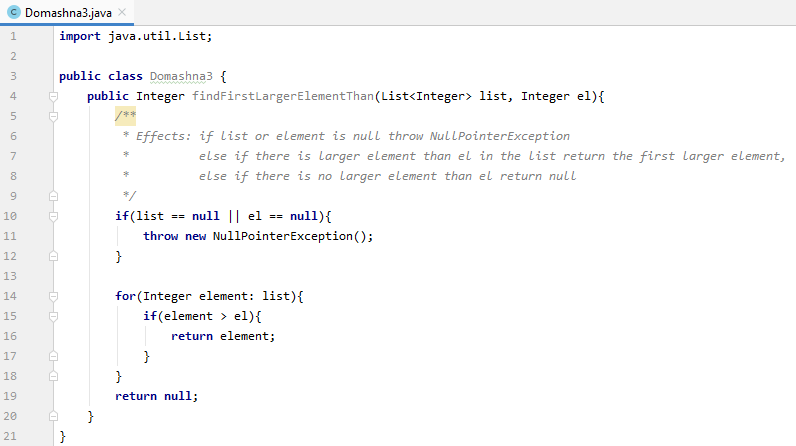 Domashna3.java
1 import java.util.List;
2
3 public class Domashna3 {
4     public Integer findFirstLargerElementThan(List<Integer> list, Integer el){
5         /**
6          * Effects: if list or element is null throw NullPointerException
7          *          else if there is larger element than el in the list return the first larger element,
8          *          else if there is no larger element than el return null
9          */
10         if(list == null || el == null){
11             throw new NullPointerException();
12         }
13
14         for(Integer element: list){
15             if(element > el){
16                 return element;
17             }
18         }
19         return null;
20     }
21 }